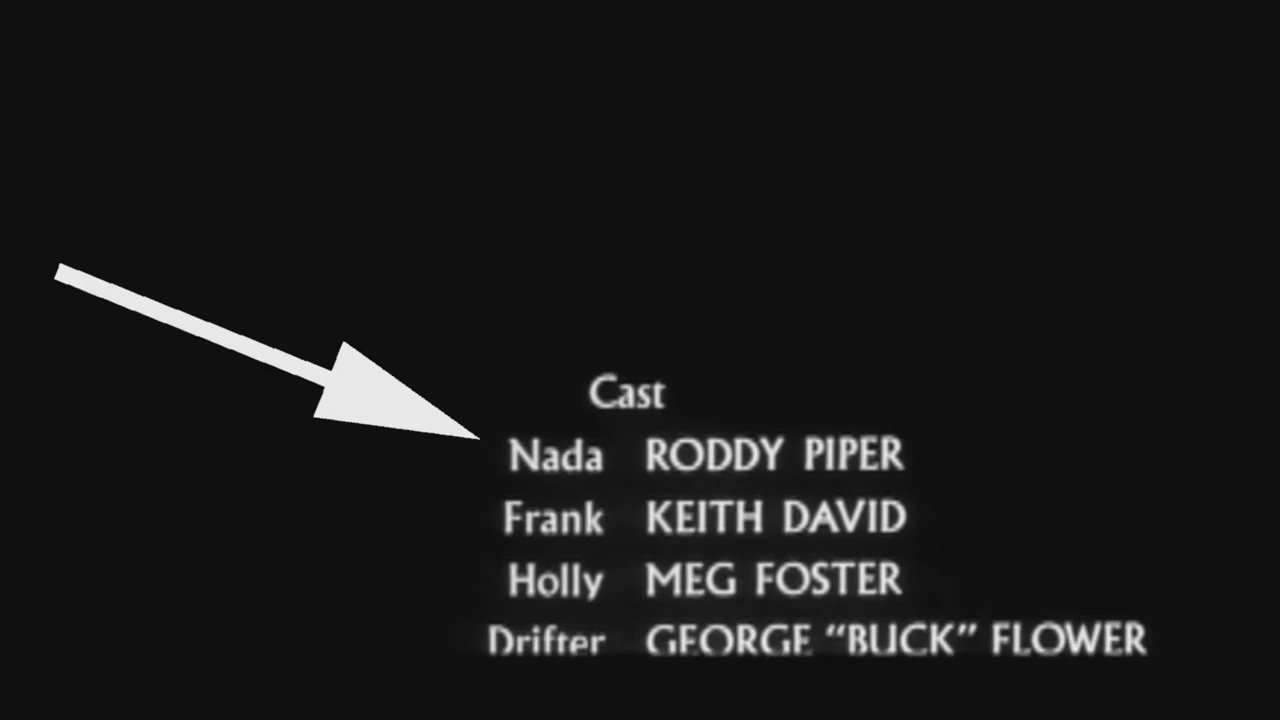 Cast
Nada RODDY PIPER
Frank KEITH DAVID
Holly MEG FOSTER
Drifter GEORGE “BUCK” FLOWER